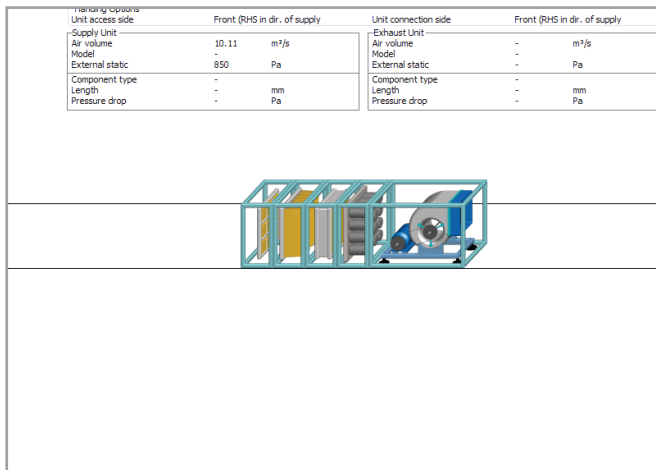 Handing Options
Unit access side Front (RHS in dir. of supply Unit connection side Front (RHS in dir. of supply
Supply Unit Exhaust Unit
Air volume 10.11 m³/s Air volume - m³/s
Model - Model -
External static 850 Pa External static - Pa
Component type - Component type -
Length - mm Length - mm
Pressure drop - Pa Pressure drop - Pa